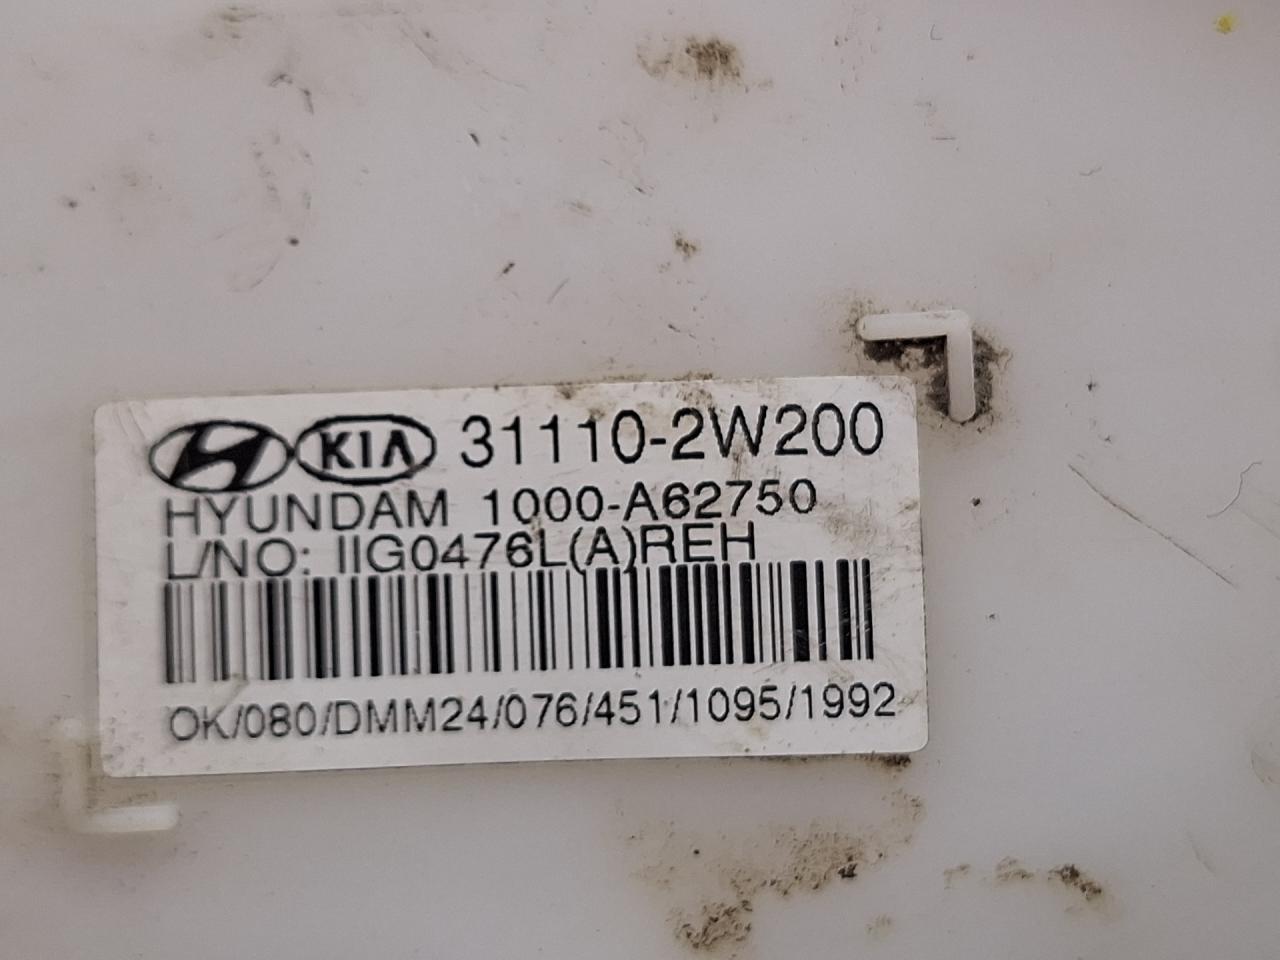 KIA 31110-2W200
HYUNDAM 1000-A62750
L/NO: IIG0476L(A)REH
OK/080/DMM24/076/451/1095/1992